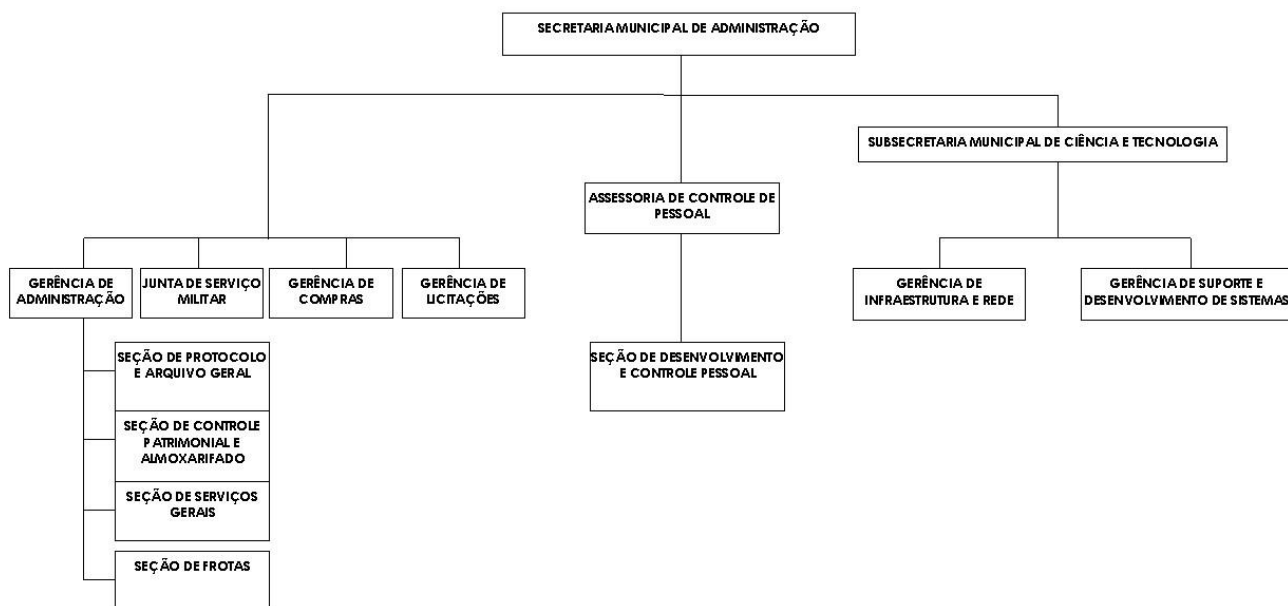 SECRETARIA MUNICIPAL DE ADMINISTRAÇÃO
SUBSECRETARIA MUNICIPAL DE CIÊNCIA E TECNOLOGIA
ASSESSORIA DE CONTROLE DE
PESSOAL
GERÊNCIA DE
ADMINISTRAÇÃO
JUNTA DE SERVIÇO
MILITAR
GERÊNCIA DE
COMPRAS
GERÊNCIA DE
LICITAÇÕES
GERÊNCIA DE
INFRAESTRUTURA E REDE
GERÊNCIA DE SUPORTE E
DESENVOLVIMENTO DE SISTEMAS
SEÇÃO DE PROTOCOLO
E ARQUIVO GERAL
SEÇÃO DE DESENVOLVIMENTO
E CONTROLE PESSOAL
SEÇÃO DE CONTROLE
PATRIMONIAL E
ALMOXARIFADO
SEÇÃO DE SERVIÇOS
GERAIS
SEÇÃO DE FROTAS